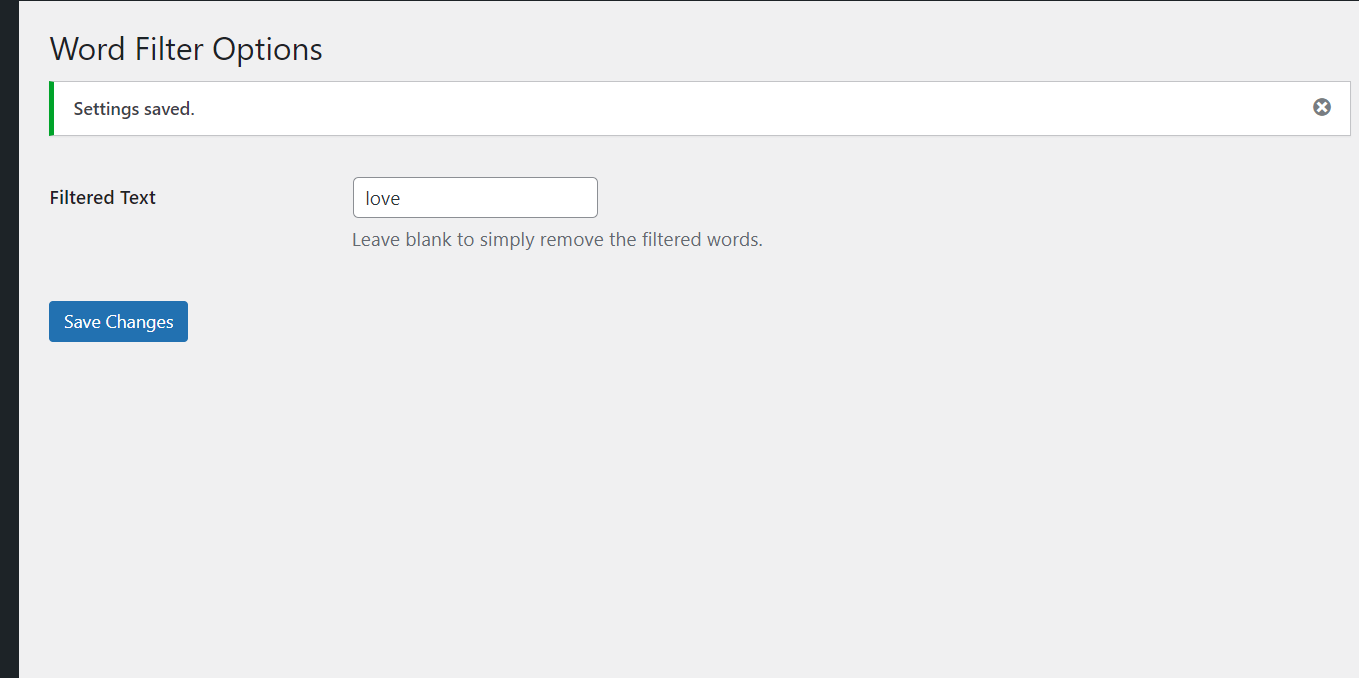 Word Filter Options
Settings saved.
Filtered Text
love
Leave blank to simply remove the filtered words.
Save Changes